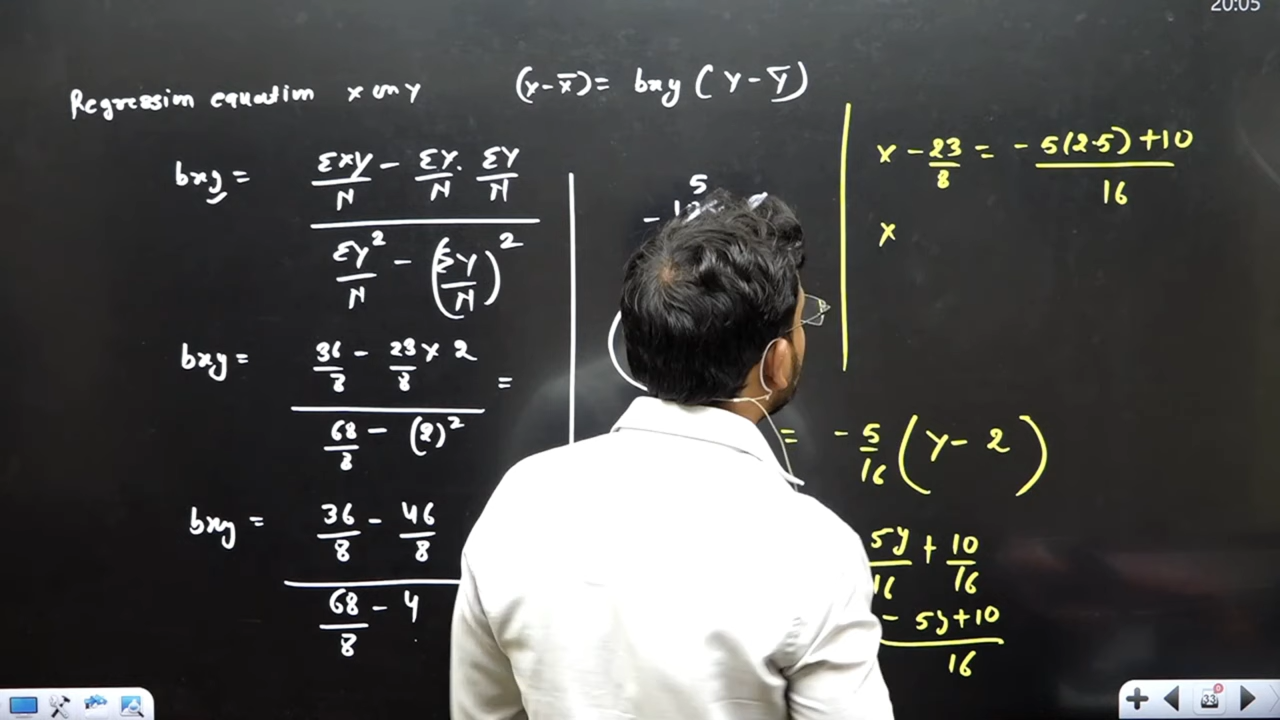 20:05
Regression equation x on y (x-x̄)= bxy (Y-Ȳ)
bxy = (ΣXY/N - ΣY/N · ΣY/N) / (ΣY²/N - (ΣY/N)²)
bxy = (36/8 - 23/8 x 2) / (68/8 - (2)²) =
bxy = (36/8 - 46/8) / (68/8 - 4)
5
-
= - 5/16 (y- 2)
5y/16 + 10/16
- 5y+10 / 16
x - 23/8 = - 5(2.5) +10 / 16
x
33